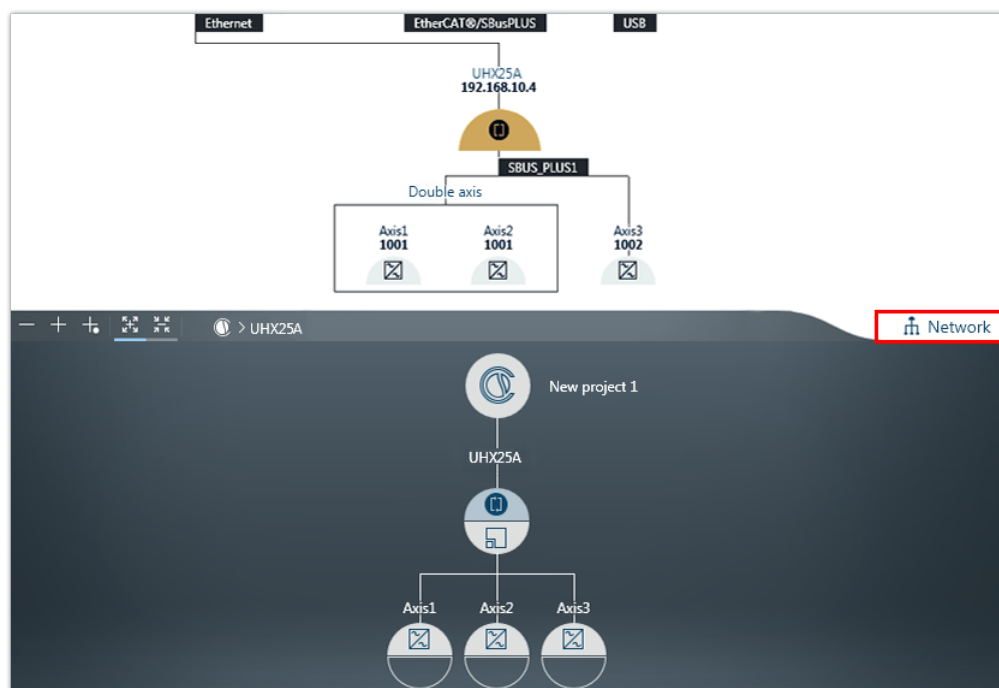 Ethernet EtherCAT®/SBusPLUS USB
UHX25A
192.168.10.4
SBUS_PLUS1
Double axis
Axis1 Axis2 Axis3
1001 1001 1002
> UHX25A Network
New project 1
UHX25A
Axis1 Axis2 Axis3